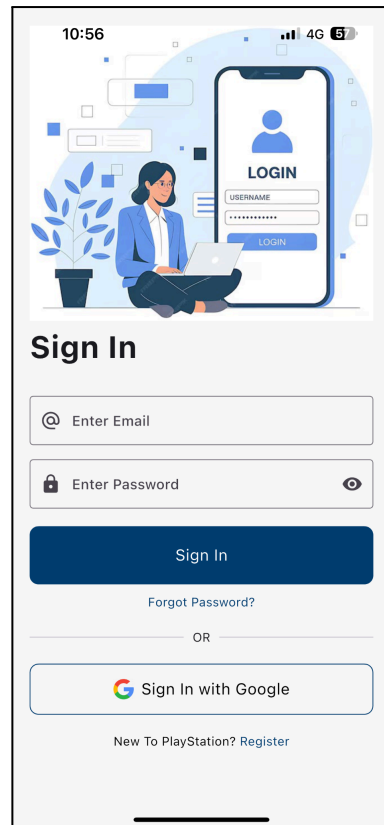 10:56 4G 57
LOGIN
USERNAME
••••••••••••
LOGIN
Sign In
Enter Email
Enter Password
Sign In
Forgot Password?
OR
Sign In with Google
New To PlayStation? Register